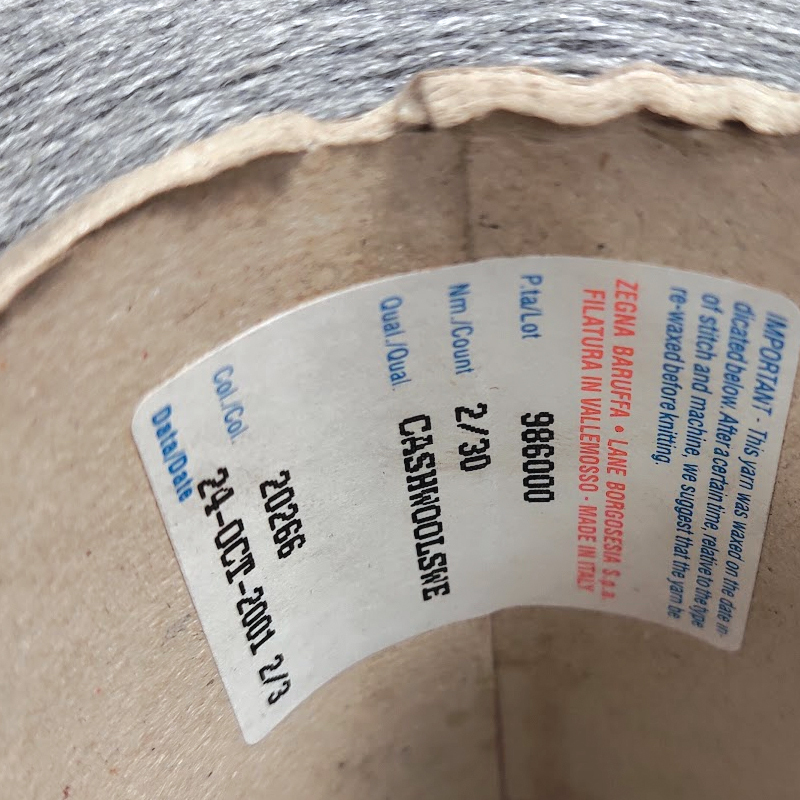 IMPORTANT - This yarn was waxed on the date in-
dicated below. After a certain time, relative to the type
of stitch and machine, we suggest that the yarn be
re-waxed before knitting.
ZEGNA BARUFFA • LANE BORGOSESIA S.p.a.
FILATURA IN VALLEMOSSO - MADE IN ITALY
P.ta/Lot 986000
Nm./Count 2/30
Qual./Qual. CASHWOOLSWE
Col./Col. 20266
Data/Date 24-OCT-2001 2/3